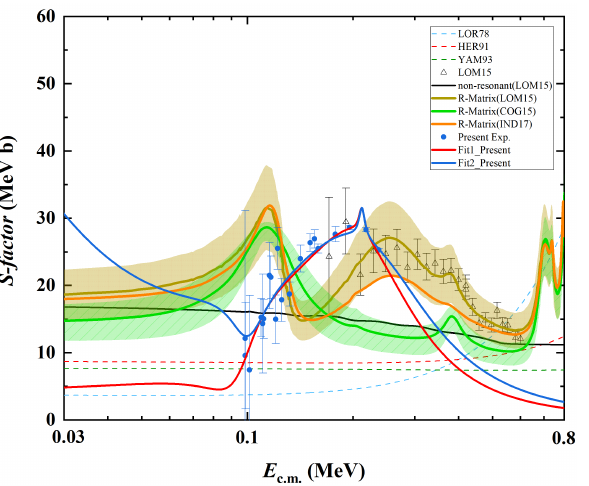 60
50
40
30
20
10
0
S-factor (MeV b)
LOR78
HER91
YAM93
LOM15
non-resonant(LOM15)
R-Matrix(LOM15)
R-Matrix(COG15)
R-Matrix(IND17)
Present Exp.
Fit1_Present
Fit2_Present
0.03
0.1
0.8
E c.m. (MeV)